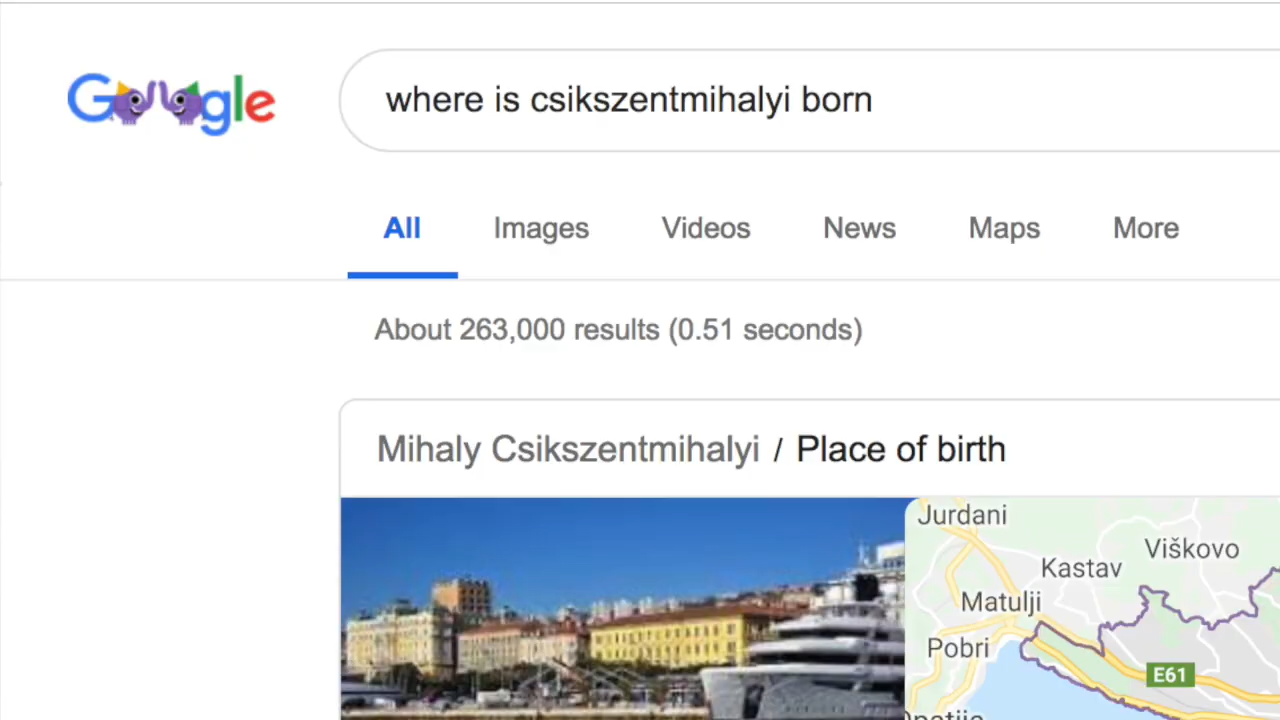 Google
where is csikszentmihalyi born
All Images Videos News Maps More
About 263,000 results (0.51 seconds)
Mihaly Csikszentmihalyi / Place of birth
Jurdani
Viškovo
Kastav
Matulji
Pobri
E61
Opatija